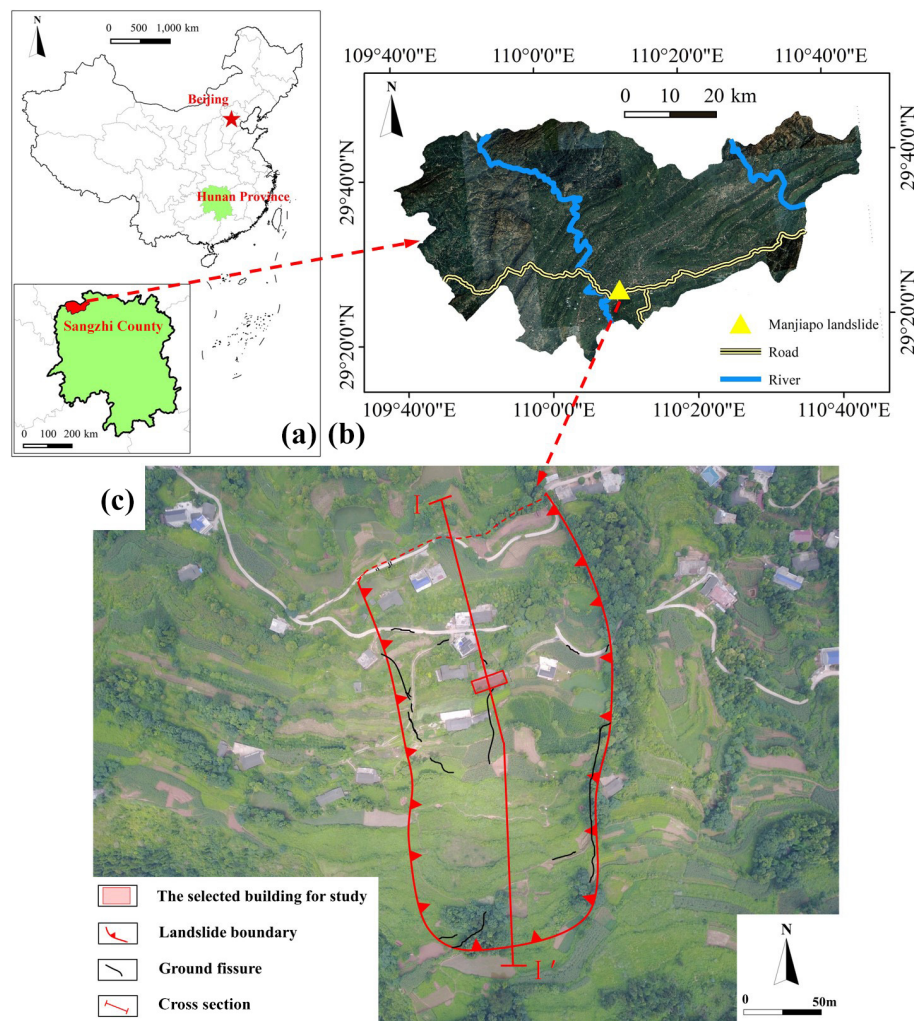 N
0 500 1,000 km
Beijing
Hunan Province
Sangzhi County
0 100 200 km
(a)
(b)
109°40'0"E 110°0'0"E 110°20'0"E 110°40'0"E
N
0 10 20 km
29°40'0"N
29°20'0"N
29°40'0"N
29°20'0"N
Manjiapo landslide
Road
River
109°40'0"E 110°0'0"E 110°20'0"E 110°40'0"E
(c)
I
I'
The selected building for study
Landslide boundary
Ground fissure
Cross section
N
0 50m